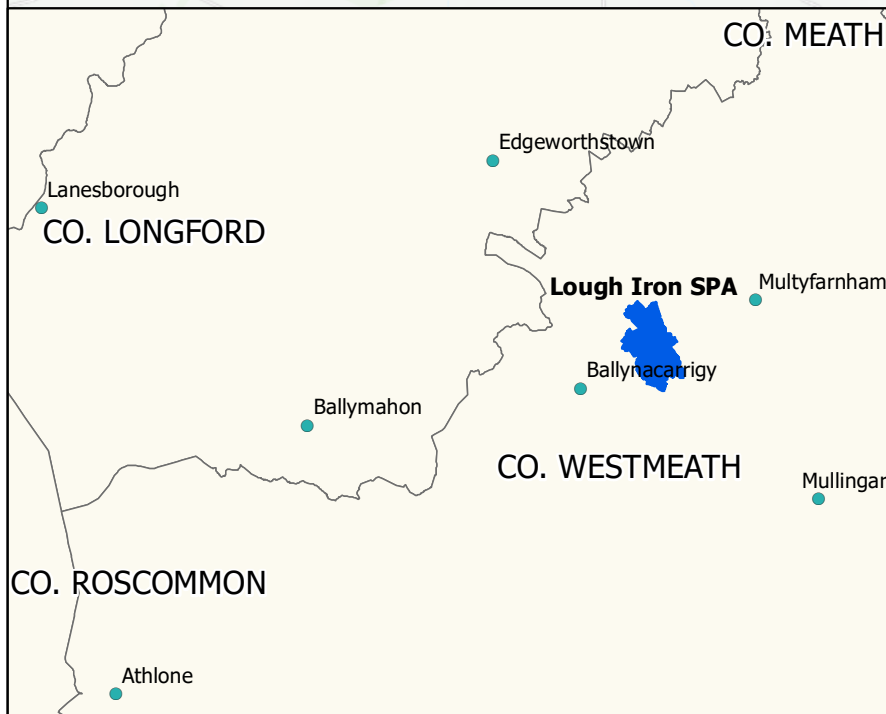 CO. MEATH
Edgeworthstown
Lanesborough
CO. LONGFORD
Lough Iron SPA
Multyfarnham
Ballynacarrigy
Ballymahon
CO. WESTMEATH
Mullingar
CO. ROSCOMMON
Athlone